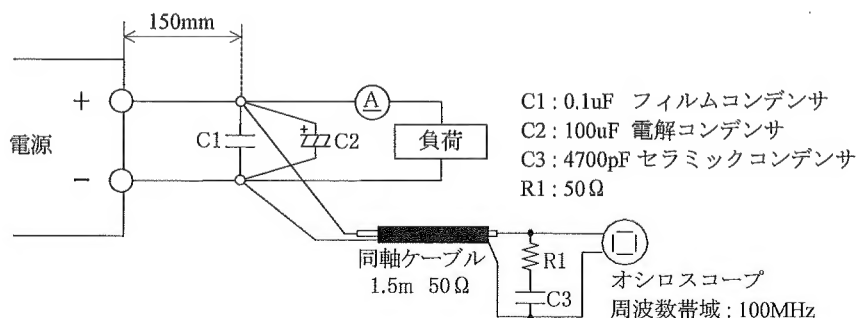 150mm
+
A
C1：0.1uF フィルムコンデンサ
電源
C1
+
C2
負荷
C2：100uF 電解コンデンサ
−
C3：4700pF セラミックコンデンサ
R1：50Ω
同軸ケーブル
1.5m 50Ω
R1
C3
オシロスコープ
周波数帯域：100MHz